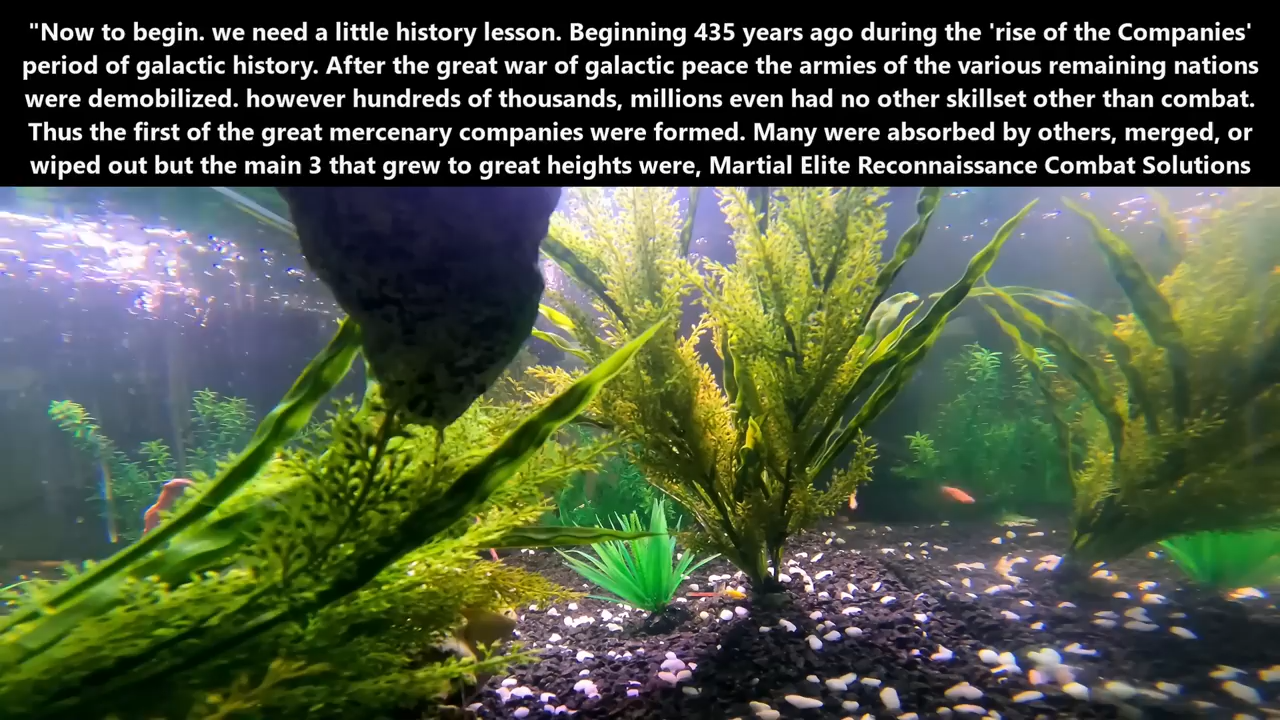 "Now to begin. we need a little history lesson. Beginning 435 years ago during the 'rise of the Companies'
period of galactic history. After the great war of galactic peace the armies of the various remaining nations
were demobilized. however hundreds of thousands, millions even had no other skillset other than combat.
Thus the first of the great mercenary companies were formed. Many were absorbed by others, merged, or
wiped out but the main 3 that grew to great heights were, Martial Elite Reconnaissance Combat Solutions